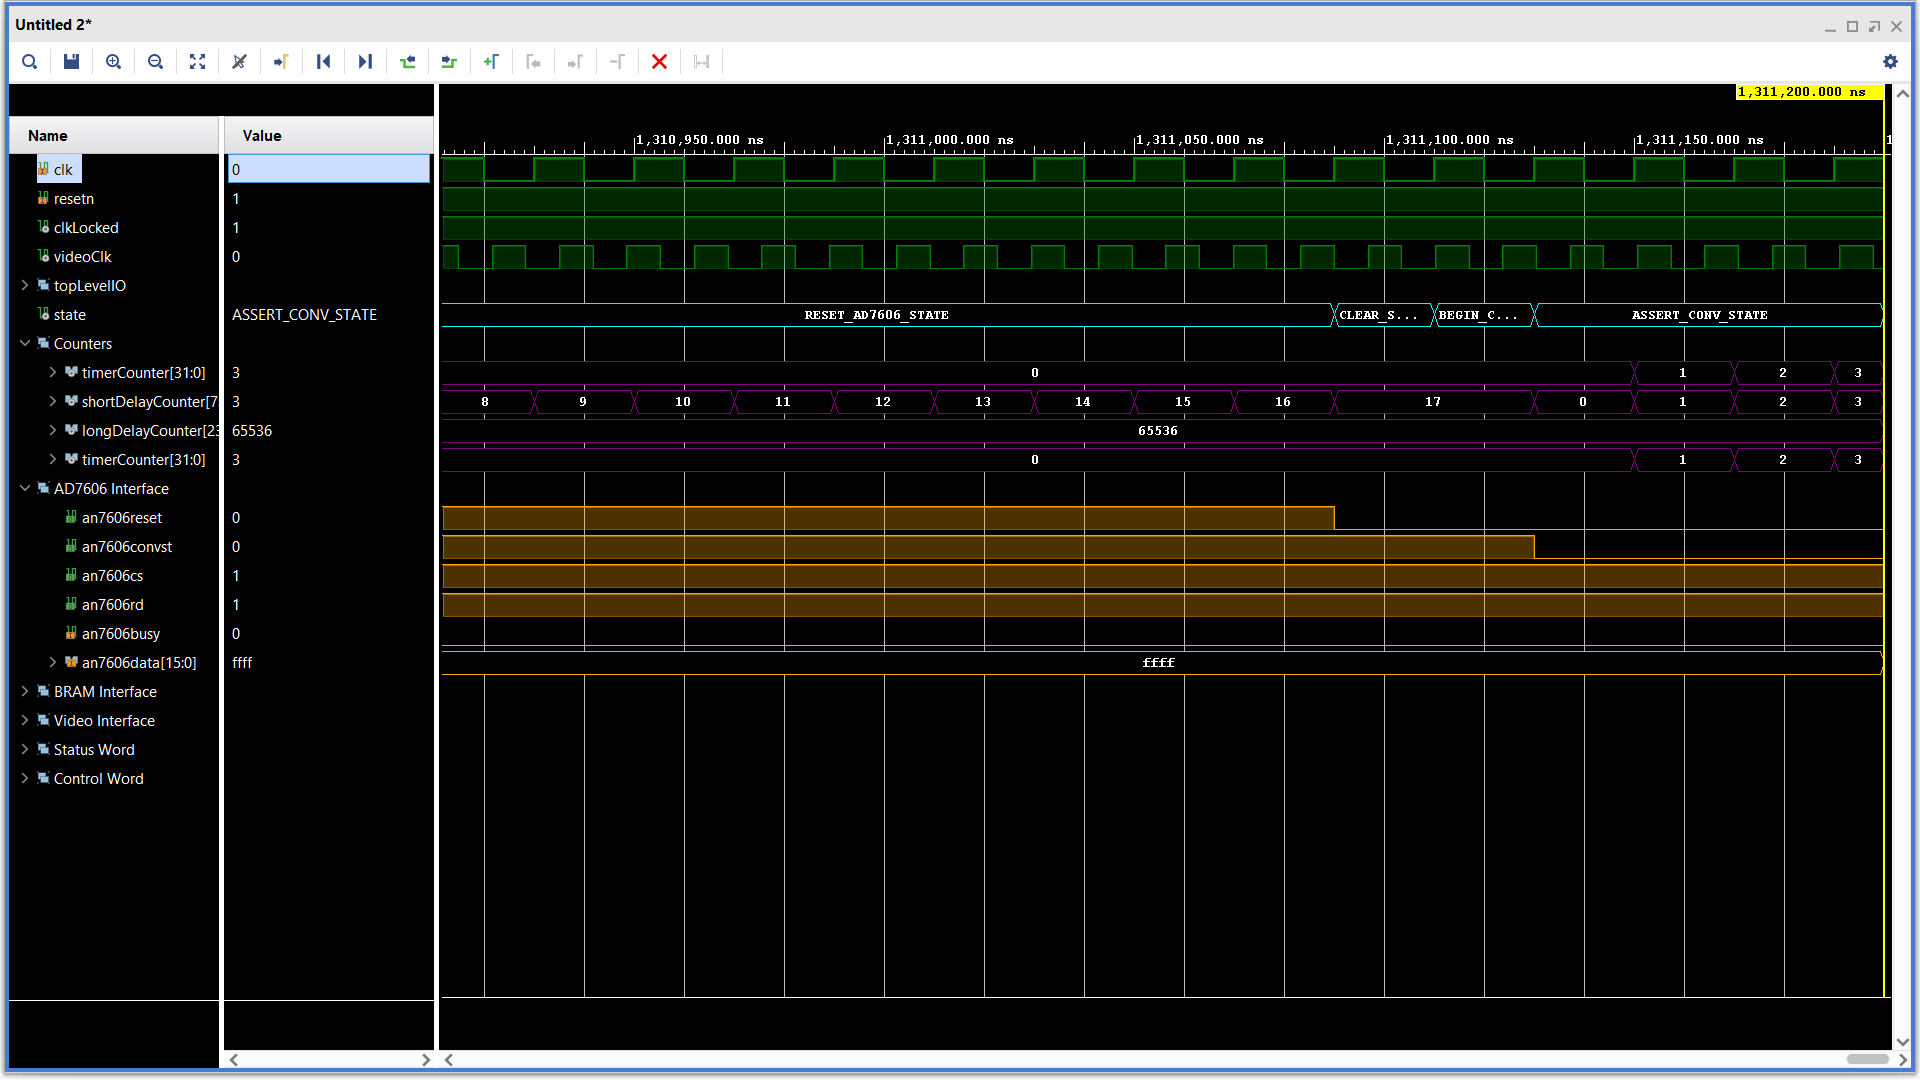 Untitled 2*
1,311,200.000 ns
Name Value
1,310,950.000 ns 1,311,000.000 ns 1,311,050.000 ns 1,311,100.000 ns 1,311,150.000 ns 1
clk 0
resetn 1
clkLocked 1
videoClk 0
topLevelIO
state ASSERT_CONV_STATE RESET_AD7606_STATE CLEAR_S... BEGIN_C... ASSERT_CONV_STATE
Counters
timerCounter[31:0] 3 0 1 2 3
shortDelayCounter[7: 3 8 9 10 11 12 13 14 15 16 17 0 1 2 3
longDelayCounter[23 65536 65536
timerCounter[31:0] 3 0 1 2 3
AD7606 Interface
an7606reset 0
an7606convst 0
an7606cs 1
an7606rd 1
an7606busy 0
an7606data[15:0] ffff ffff
BRAM Interface
Video Interface
Status Word
Control Word